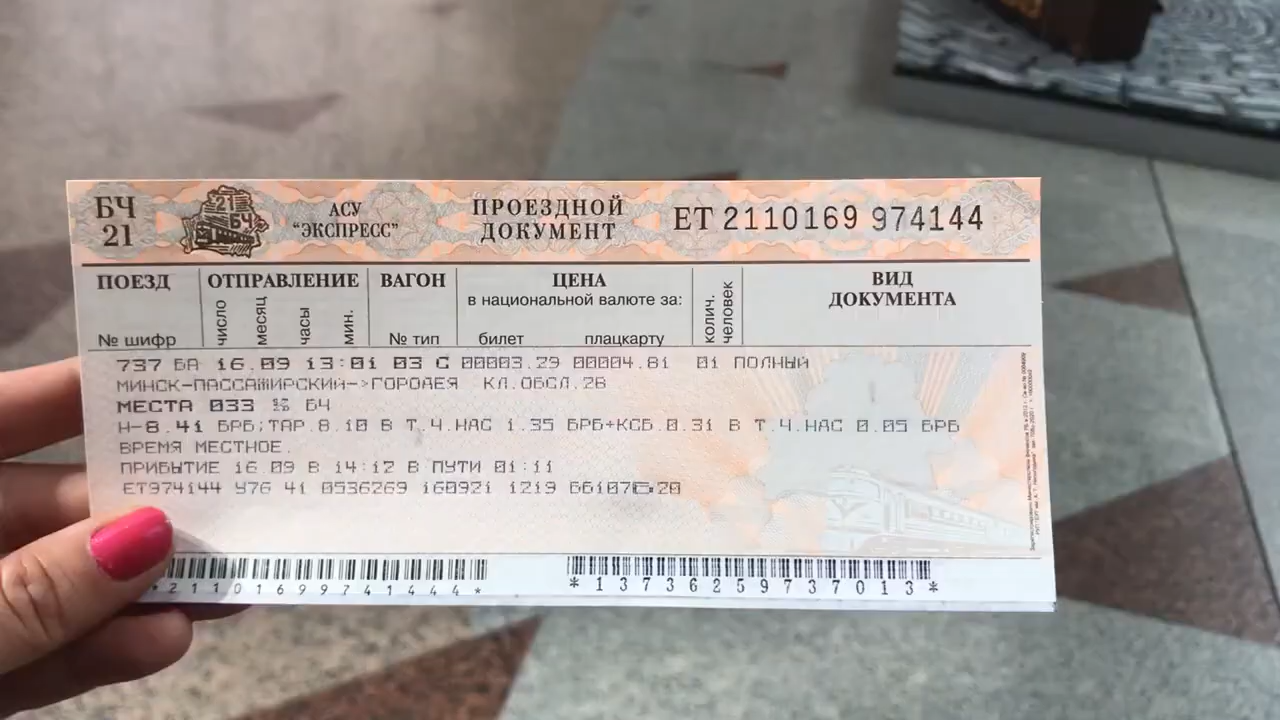 БЧ 21 АСУ "ЭКСПРЕСС" ПРОЕЗДНОЙ ДОКУМЕНТ ЕТ 2110169 974144
21 БЧ
ПОЕЗД ОТПРАВЛЕНИЕ ВАГОН ЦЕНА ВИД ДОКУМЕНТА
в национальной валюте за:
№ шифр число месяц часы мин. № тип билет плацкарту колич. человек
737 БА 16.09 13:01 03 С 00003.29 00004.81 01 ПОЛНЫЙ
МИНСК-ПАССАЖИРСКИЙ->ГОРОДЕЯ КЛ.ОБСЛ.2В
МЕСТА 033 БЧ
Н-8.41 БРБ;ТАР.8.10 В Т.Ч.НАС 1.35 БРБ+КСБ.0.31 В Т.Ч.НАС 0.05 БРБ
ВРЕМЯ МЕСТНОЕ.
ПРИБЫТИЕ 16.09 В 14:12 В ПУТИ 01:11
ЕТ974144 У76 41 0536269 160921 1219
*2110169974144*
*13736259737013*